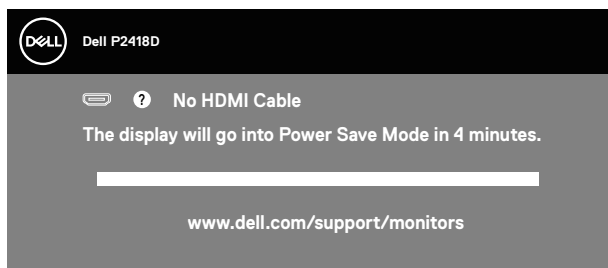 DELL
Dell P2418D
? No HDMI Cable
The display will go into Power Save Mode in 4 minutes.
www.dell.com/support/monitors